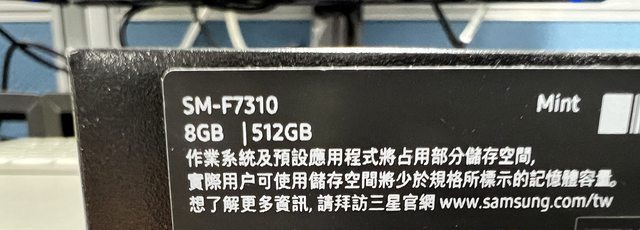 SM-F7310 Mint
8GB | 512GB
作業系統及預設應用程式將占用部分儲存空間,
實際用戶可使用儲存空間將少於規格所標示的記憶體容量。
想了解更多資訊, 請拜訪三星官網 www.samsung.com/tw